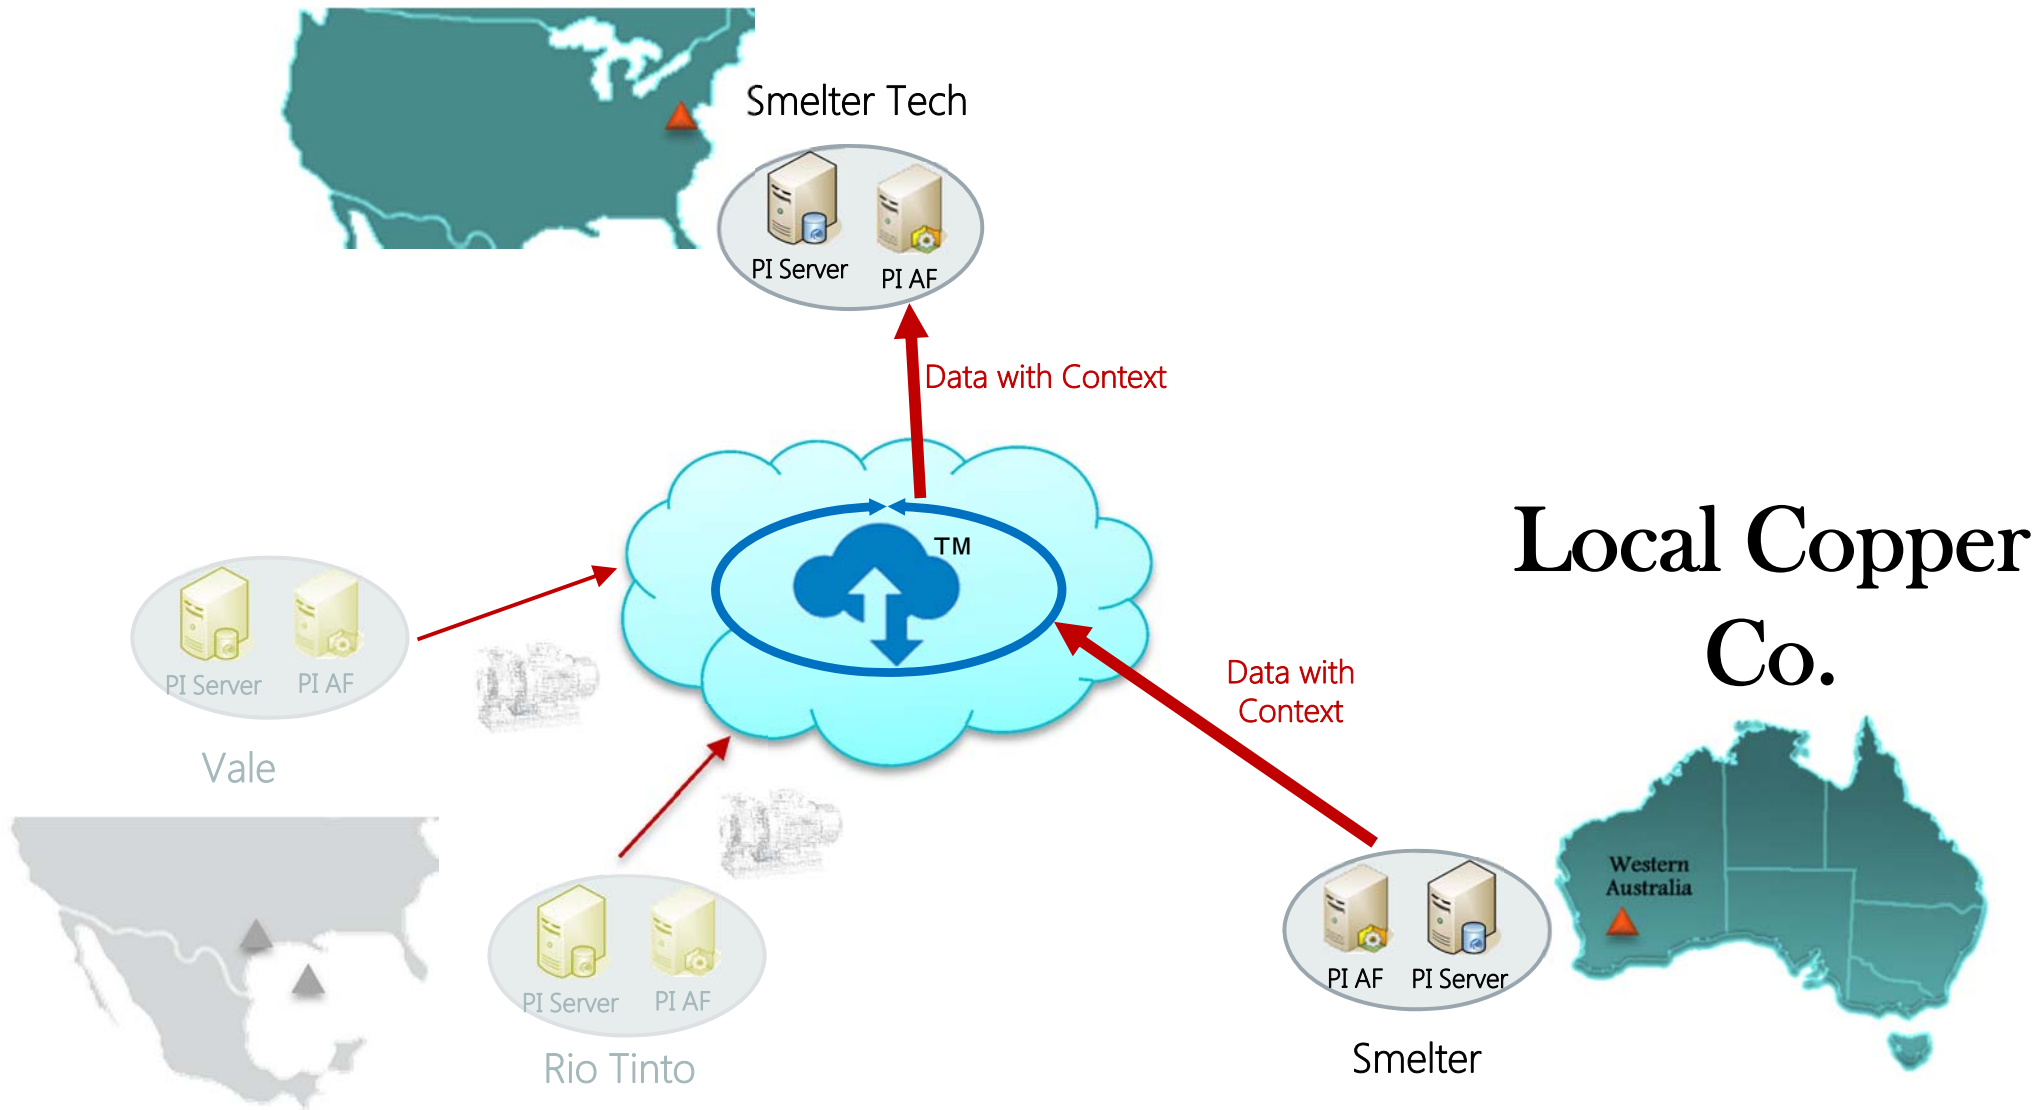 Smelter Tech
PI Server
PI AF
Data with Context
TM
Local Copper
Co.
PI Server
PI AF
Vale
Data with
Context
Western
Australia
PI Server
PI AF
Rio Tinto
PI AF
PI Server
Smelter